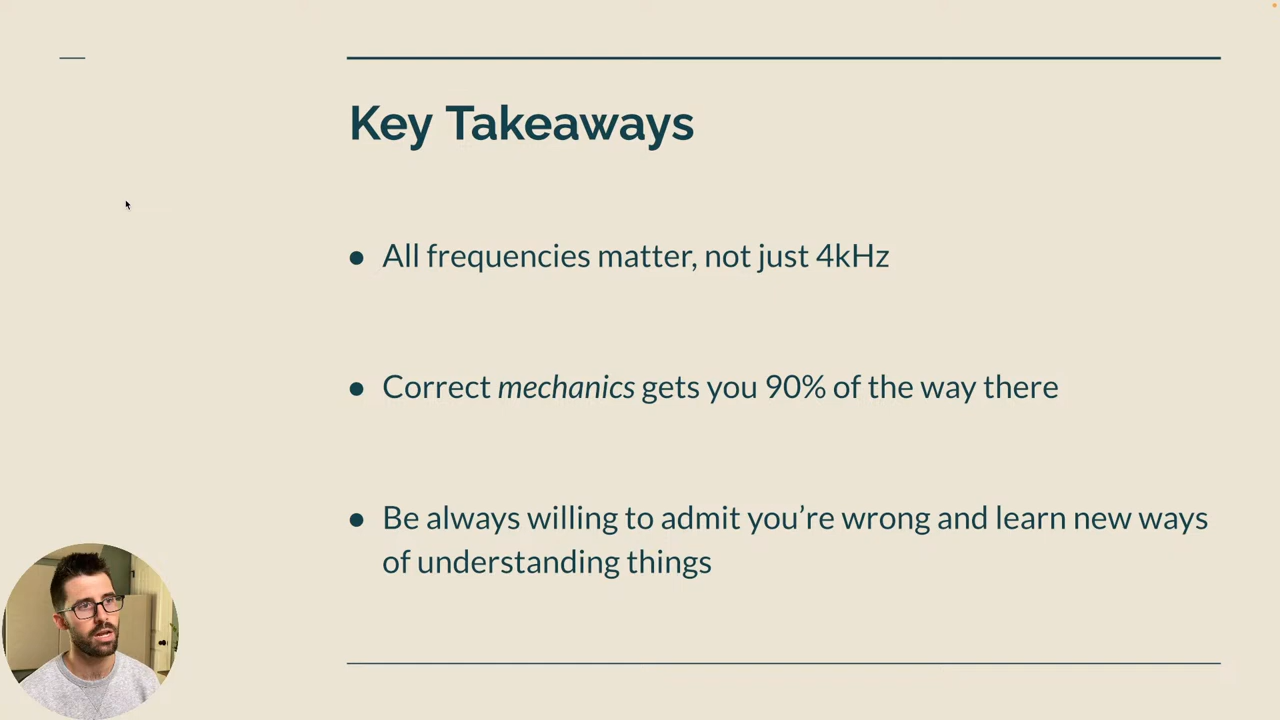 Key Takeaways
● All frequencies matter, not just 4kHz
● Correct mechanics gets you 90% of the way there
● Be always willing to admit you’re wrong and learn new ways
of understanding things